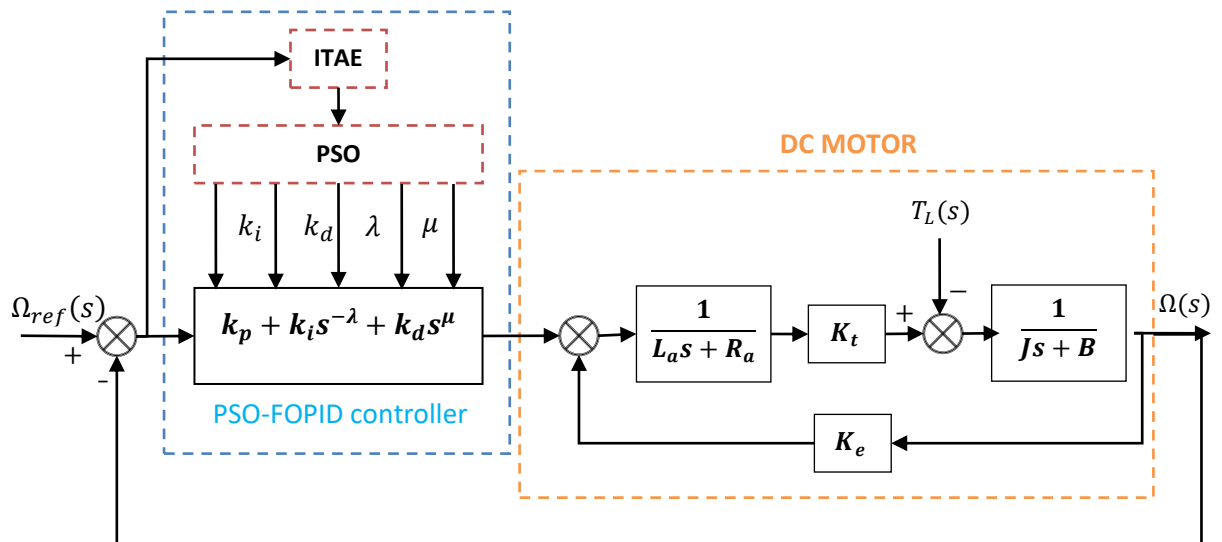 ITAE
PSO
DC MOTOR
k_i k_d λ μ
T_L(s)
Ω_ref(s)
+
–
k_p + k_i s^{-λ} + k_d s^μ
1
L_a s + R_a
K_t
+
–
1
Js + B
Ω(s)
PSO-FOPID controller
K_e